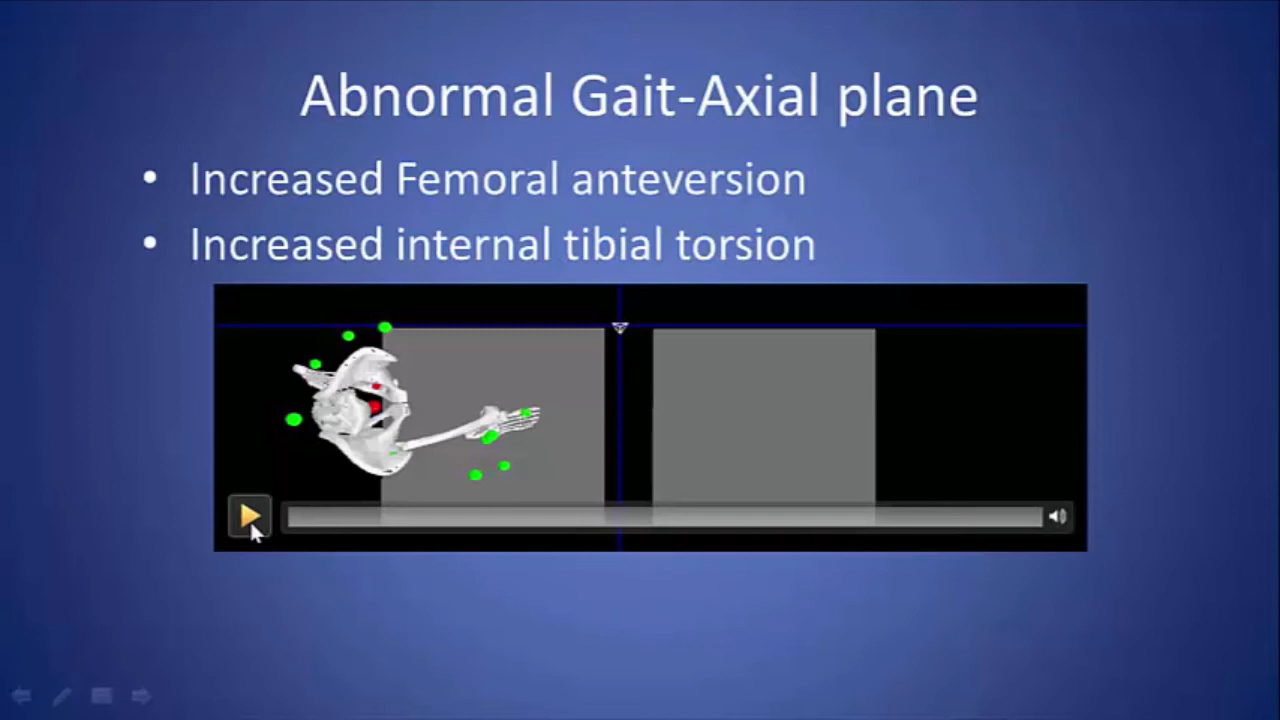 Abnormal Gait-Axial plane
• Increased Femoral anteversion
• Increased internal tibial torsion